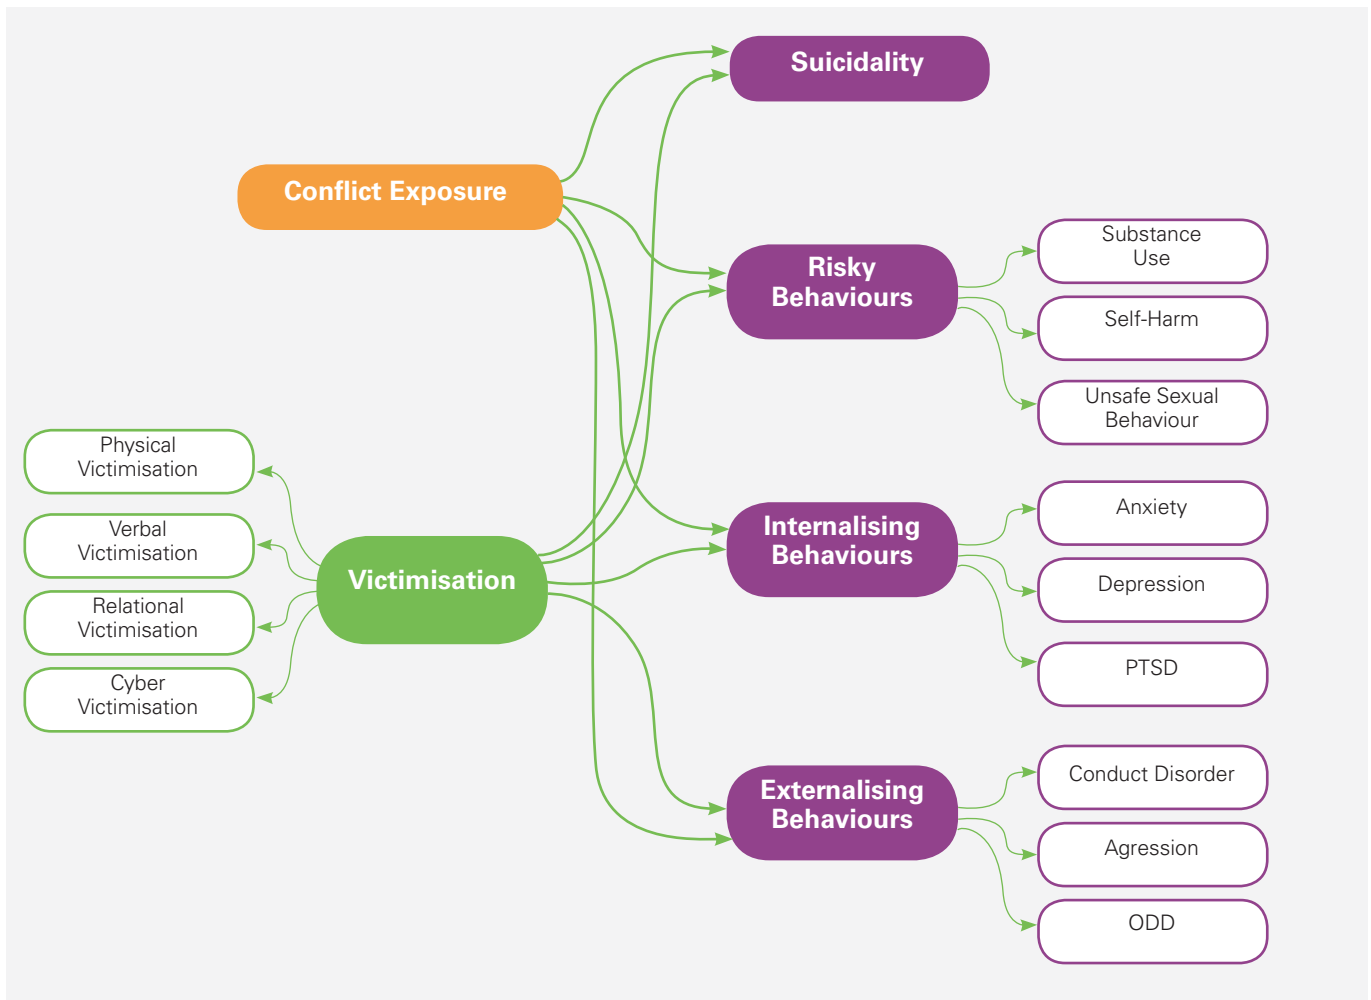 Suicidality
Conflict Exposure
Risky
Behaviours
Substance
Use
Self-Harm
Unsafe Sexual
Behaviour
Physical
Victimisation
Verbal
Victimisation
Relational
Victimisation
Cyber
Victimisation
Victimisation
Internalising
Behaviours
Anxiety
Depression
PTSD
Externalising
Behaviours
Conduct Disorder
Agression
ODD